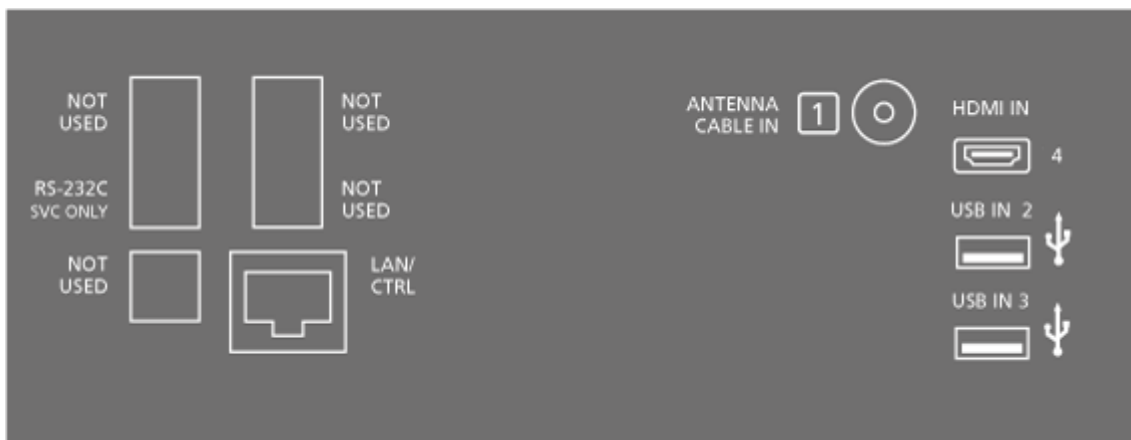 NOT
USED
RS-232C
SVC ONLY
NOT
USED
NOT
USED
NOT
USED
LAN/
CTRL
ANTENNA
CABLE IN
1
HDMI IN
4
USB IN 2
USB IN 3